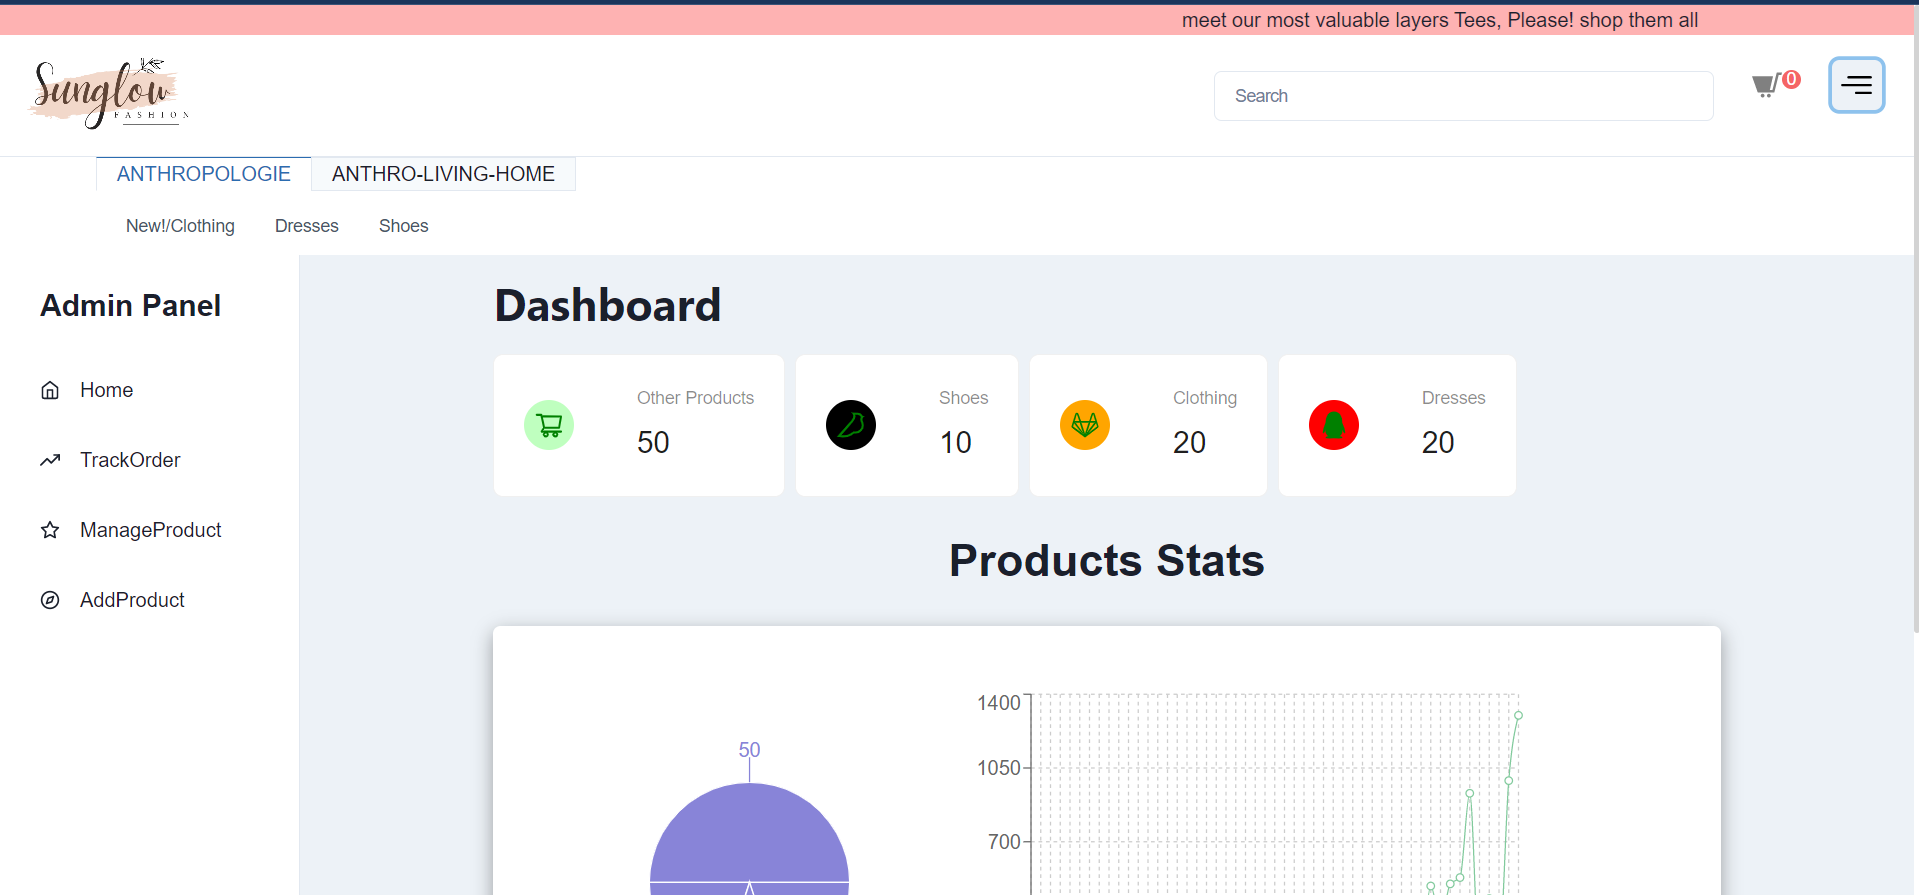 meet our most valuable layers Tees, Please! shop them all
Sunglow
FASHION
Search
0
ANTHROPOLOGIE ANTHRO-LIVING-HOME
New!/Clothing Dresses Shoes
Admin Panel
Home
TrackOrder
ManageProduct
AddProduct
Dashboard
Other Products
50
Shoes
10
Clothing
20
Dresses
20
Products Stats
50
1400
1050
700